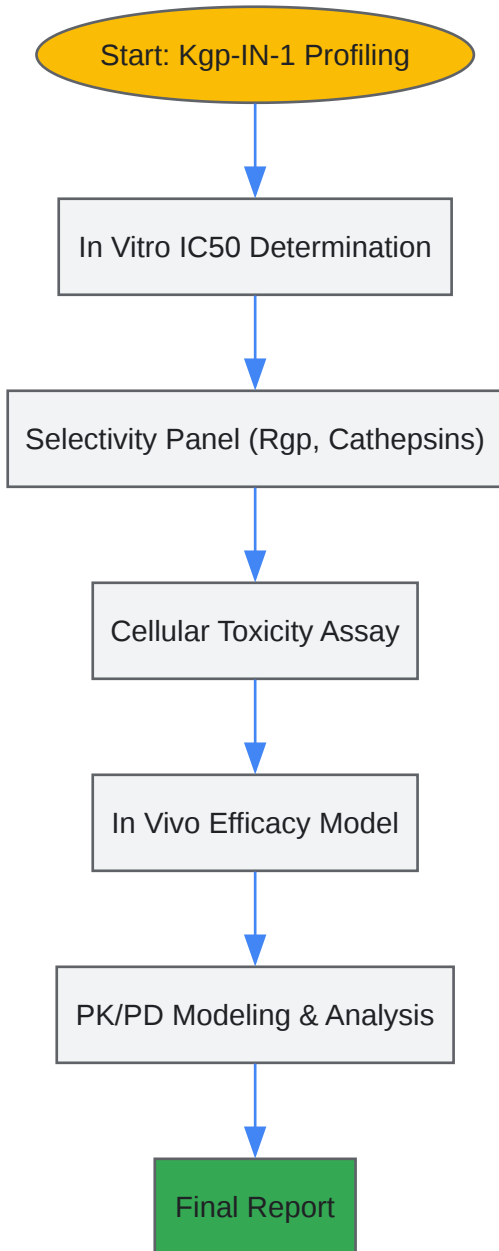 Start: Kgp-IN-1 Profiling
In Vitro IC50 Determination
Selectivity Panel (Rgp, Cathepsins)
Cellular Toxicity Assay
In Vivo Efficacy Model
PK/PD Modeling & Analysis
Final Report